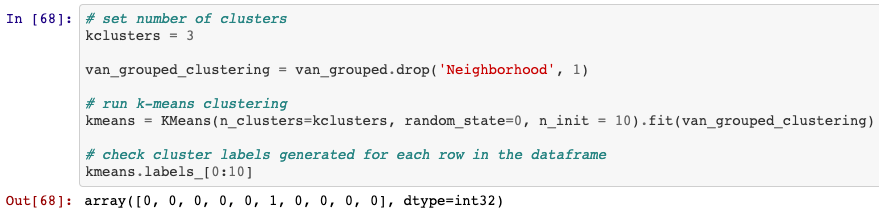 In [68]: # set number of clusters
kclusters = 3
van_grouped_clustering = van_grouped.drop('Neighborhood', 1)
# run k-means clustering
kmeans = KMeans(n_clusters=kclusters, random_state=0, n_init = 10).fit(van_grouped_clustering)
# check cluster labels generated for each row in the dataframe
kmeans.labels_[0:10]
Out[68]: array([0, 0, 0, 0, 0, 1, 0, 0, 0, 0], dtype=int32)